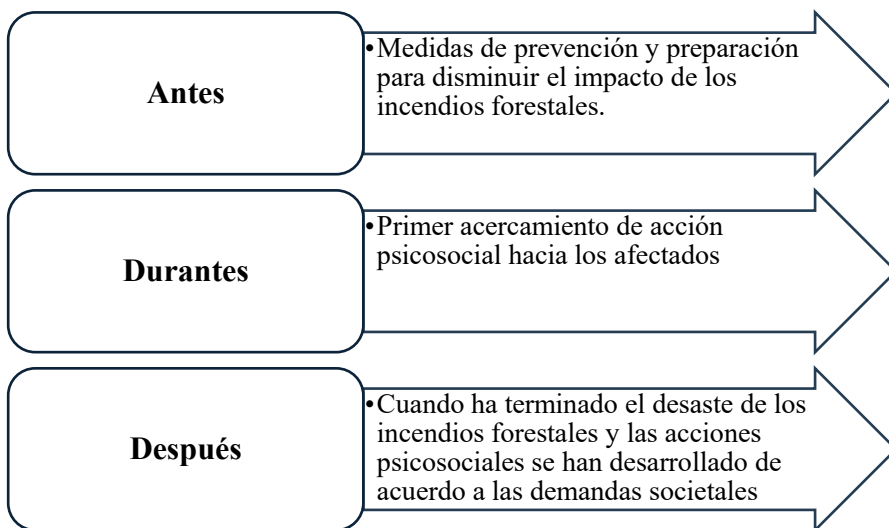 Antes
•Medidas de prevención y preparación
para disminuir el impacto de los
incendios forestales.
Durantes
•Primer acercamiento de acción
psicosocial hacia los afectados
Después
•Cuando ha terminado el desaste de los
incendios forestales y las acciones
psicosociales se han desarrollado de
acuerdo a las demandas societales